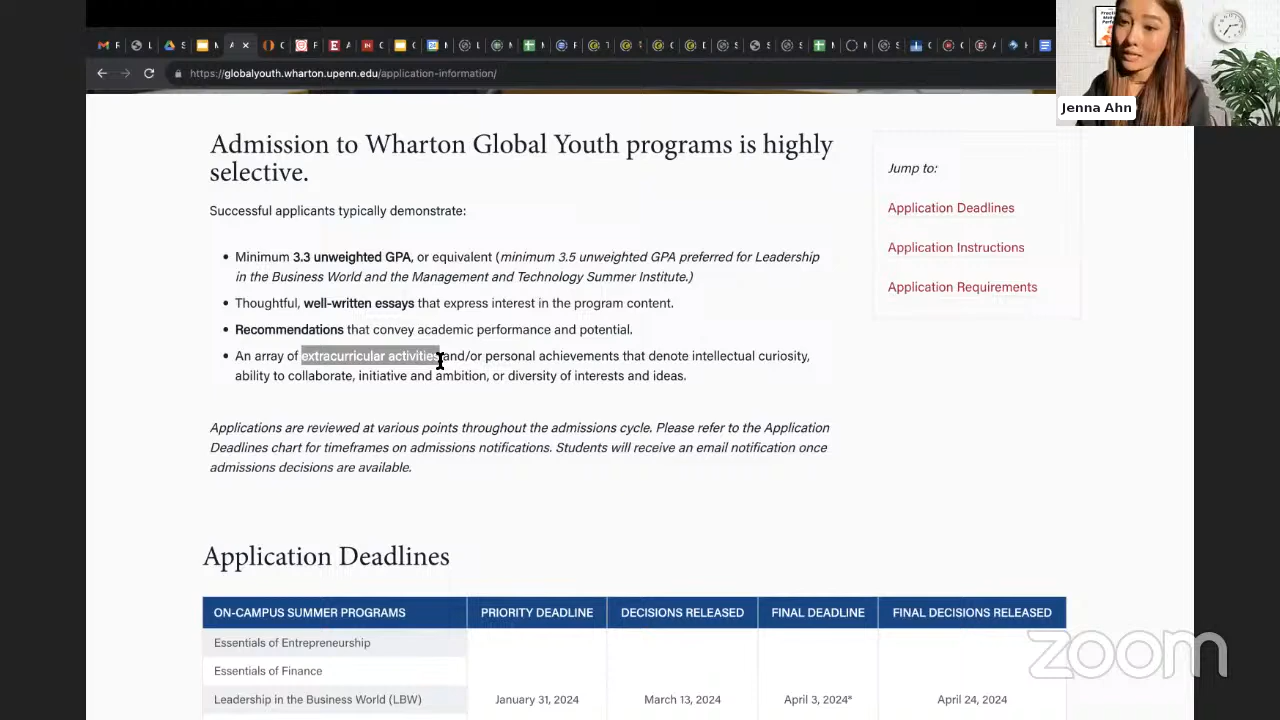 https://globalyouth.wharton.upenn.edu/application-information/
Jenna Ahn
Admission to Wharton Global Youth programs is highly
selective.
Successful applicants typically demonstrate:
• Minimum 3.3 unweighted GPA, or equivalent (minimum 3.5 unweighted GPA preferred for Leadership
in the Business World and the Management and Technology Summer Institute.)
• Thoughtful, well-written essays that express interest in the program content.
• Recommendations that convey academic performance and potential.
• An array of extracurricular activities and/or personal achievements that denote intellectual curiosity,
ability to collaborate, initiative and ambition, or diversity of interests and ideas.
Applications are reviewed at various points throughout the admissions cycle. Please refer to the Application
Deadlines chart for timeframes on admissions notifications. Students will receive an email notification once
admissions decisions are available.
Jump to:
Application Deadlines
Application Instructions
Application Requirements
Application Deadlines
ON-CAMPUS SUMMER PROGRAMS PRIORITY DEADLINE DECISIONS RELEASED FINAL DEADLINE FINAL DECISIONS RELEASED
Essentials of Entrepreneurship
Essentials of Finance
Leadership in the Business World (LBW) January 31, 2024 March 13, 2024 April 3, 2024* April 24, 2024
zoom